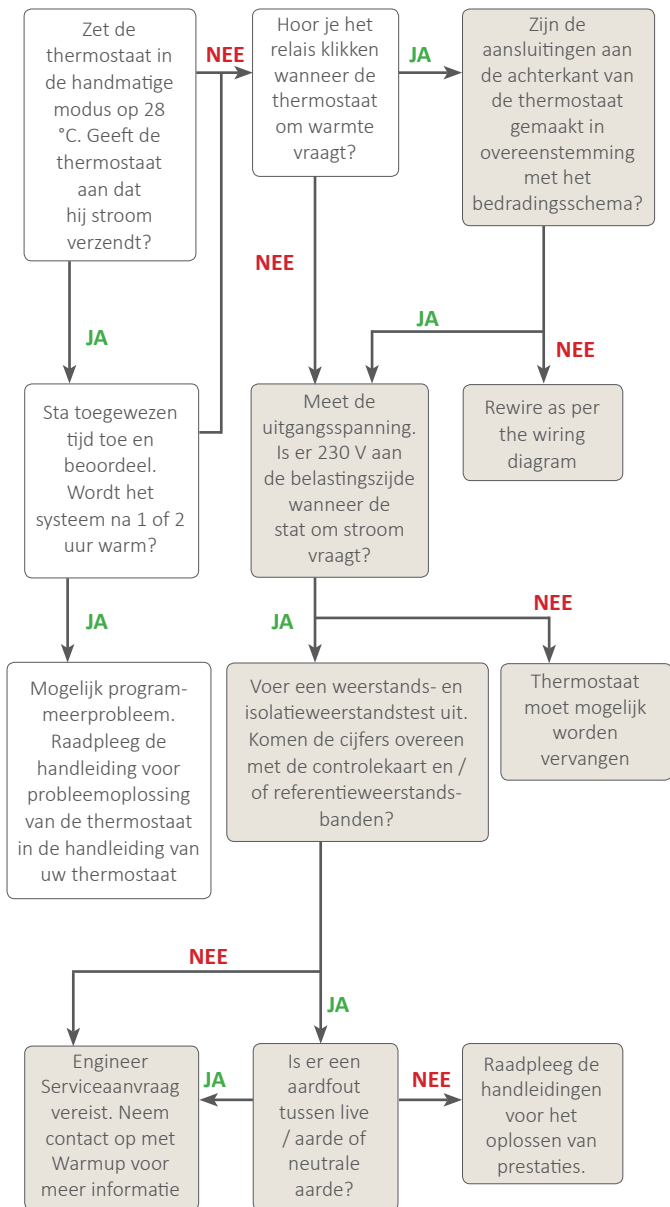 Zet de
thermostaat in
de handmatige
modus op 28
°C. Geeft de
thermostaat
aan dat
hij stroom
verzendt?
NEE
Hoor je het
relais klikken
wanneer de
thermostaat
om warmte
vraagt?
JA
Zijn de
aansluitingen aan
de achterkant van
de thermostaat
gemaakt in
overeenstemming
met het
bedradingsschema?
JA
NEE
JA
NEE
Sta toegewezen
tijd toe en
beoordeel.
Wordt het
systeem na 1 of 2
uur warm?
Meet de
uitgangsspanning.
Is er 230 V aan
de belastingszijde
wanneer de
stat om stroom
vraagt?
Rewire as per
the wiring
diagram
JA
JA
NEE
Mogelijk program-
meerprobleem.
Raadpleeg de
handleiding voor
probleemoplossing
van de thermostaat
in de handleiding van
uw thermostaat
Voer een weerstands- en
isolatieweerstandstest uit.
Komen de cijfers overeen
met de controlekaart en /
of referentieweerstands-
banden?
Thermostaat
moet mogelijk
worden
vervangen
NEE
JA
Engineer
Serviceaanvraag
vereist. Neem
contact op met
Warmup voor
meer informatie
JA
Is er een
aardfout
tussen live
/ aarde of
neutrale
aarde?
NEE
Raadpleeg de
handleidingen
voor het
oplossen van
prestaties.